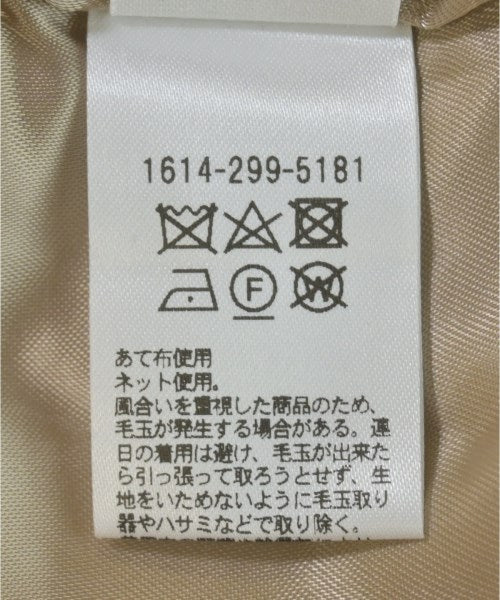 1614-299-5181
F
W
あて布使用
ネット使用。
風合いを重視した商品のため、
毛玉が発生する場合がある。連
日の着用は避け、毛玉が出来た
ら引っ張って取ろうとせず、生
地をいためないように毛玉取り
器やハサミなどで取り除く。